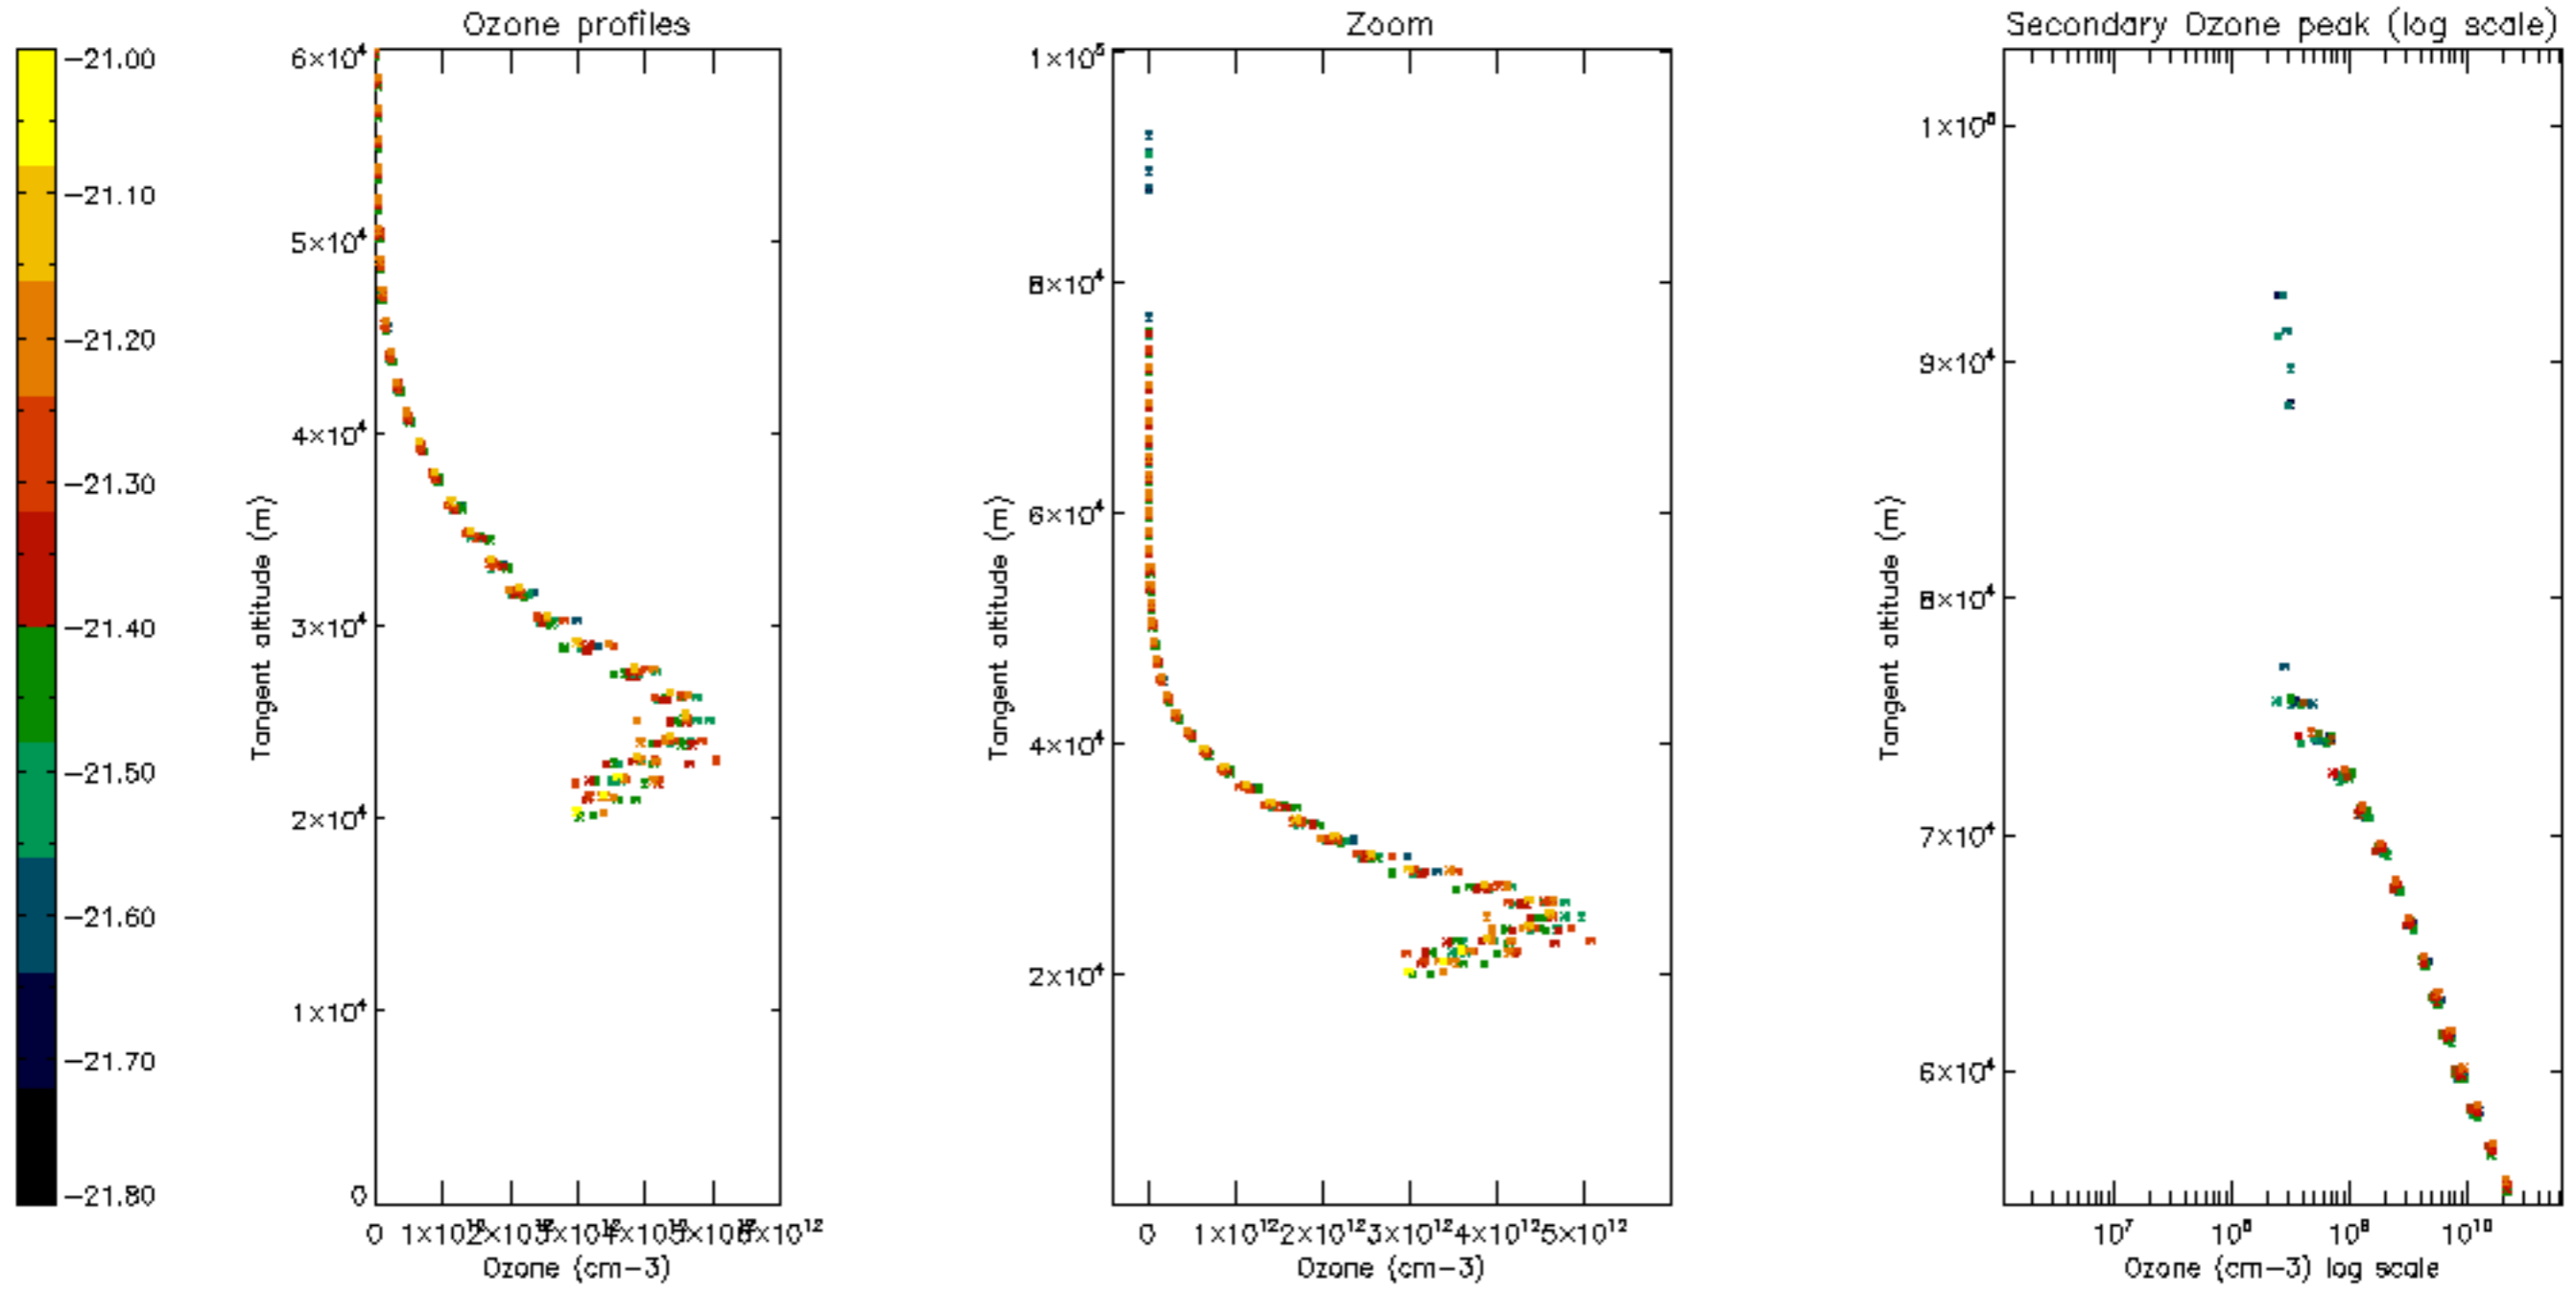 Ozone profiles
Zoom
Secondary Ozone peak (log scale)
−21.00
−21.10
−21.20
−21.30
−21.40
−21.50
−21.60
−21.70
−21.80
6×10⁴
5×10⁴
4×10⁴
3×10⁴
2×10⁴
1×10⁴
0
Tangent altitude (m)
0
Ozone (cm−3)
1×10⁵
8×10⁴
6×10⁴
4×10⁴
2×10⁴
Tangent altitude (m)
0 1×10¹² 2×10¹² 3×10¹² 4×10¹² 5×10¹²
Ozone (cm−3)
1×10⁵
9×10⁴
8×10⁴
7×10⁴
6×10⁴
Tangent altitude (m)
10⁷ 10⁸ 10⁹ 10¹⁰
Ozone (cm−3) log scale